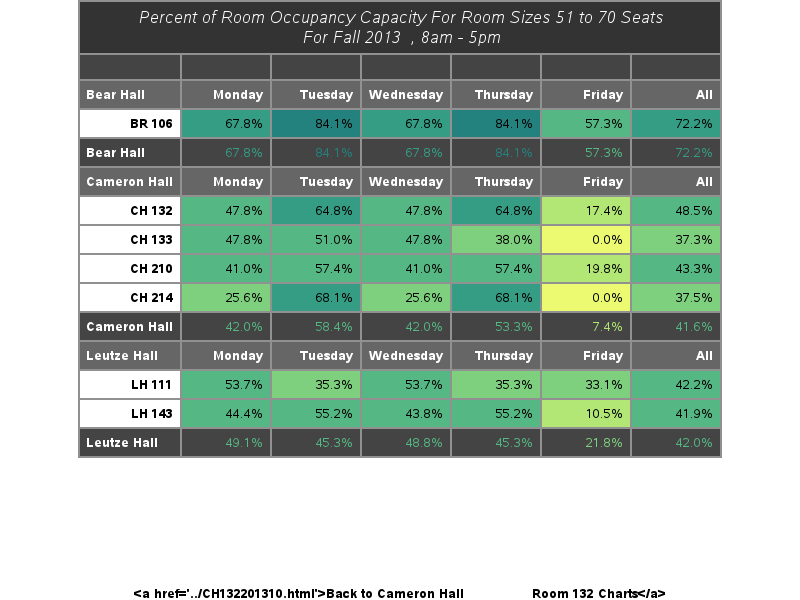 Percent of Room Occupancy Capacity For Room Sizes 51 to 70 Seats
For Fall 2013 , 8am - 5pm
Bear Hall Monday Tuesday Wednesday Thursday Friday All
BR 106 67.8% 84.1% 67.8% 84.1% 57.3% 72.2%
Bear Hall 67.8% 84.1% 67.8% 84.1% 57.3% 72.2%
Cameron Hall Monday Tuesday Wednesday Thursday Friday All
CH 132 47.8% 64.8% 47.8% 64.8% 17.4% 48.5%
CH 133 47.8% 51.0% 47.8% 38.0% 0.0% 37.3%
CH 210 41.0% 57.4% 41.0% 57.4% 19.8% 43.3%
CH 214 25.6% 68.1% 25.6% 68.1% 0.0% 37.5%
Cameron Hall 42.0% 58.4% 42.0% 53.3% 7.4% 41.6%
Leutze Hall Monday Tuesday Wednesday Thursday Friday All
LH 111 53.7% 35.3% 53.7% 35.3% 33.1% 42.2%
LH 143 44.4% 55.2% 43.8% 55.2% 10.5% 41.9%
Leutze Hall 49.1% 45.3% 48.8% 45.3% 21.8% 42.0%
<a href='../CH132201310.html'>Back to Cameron Hall Room 132 Charts</a>